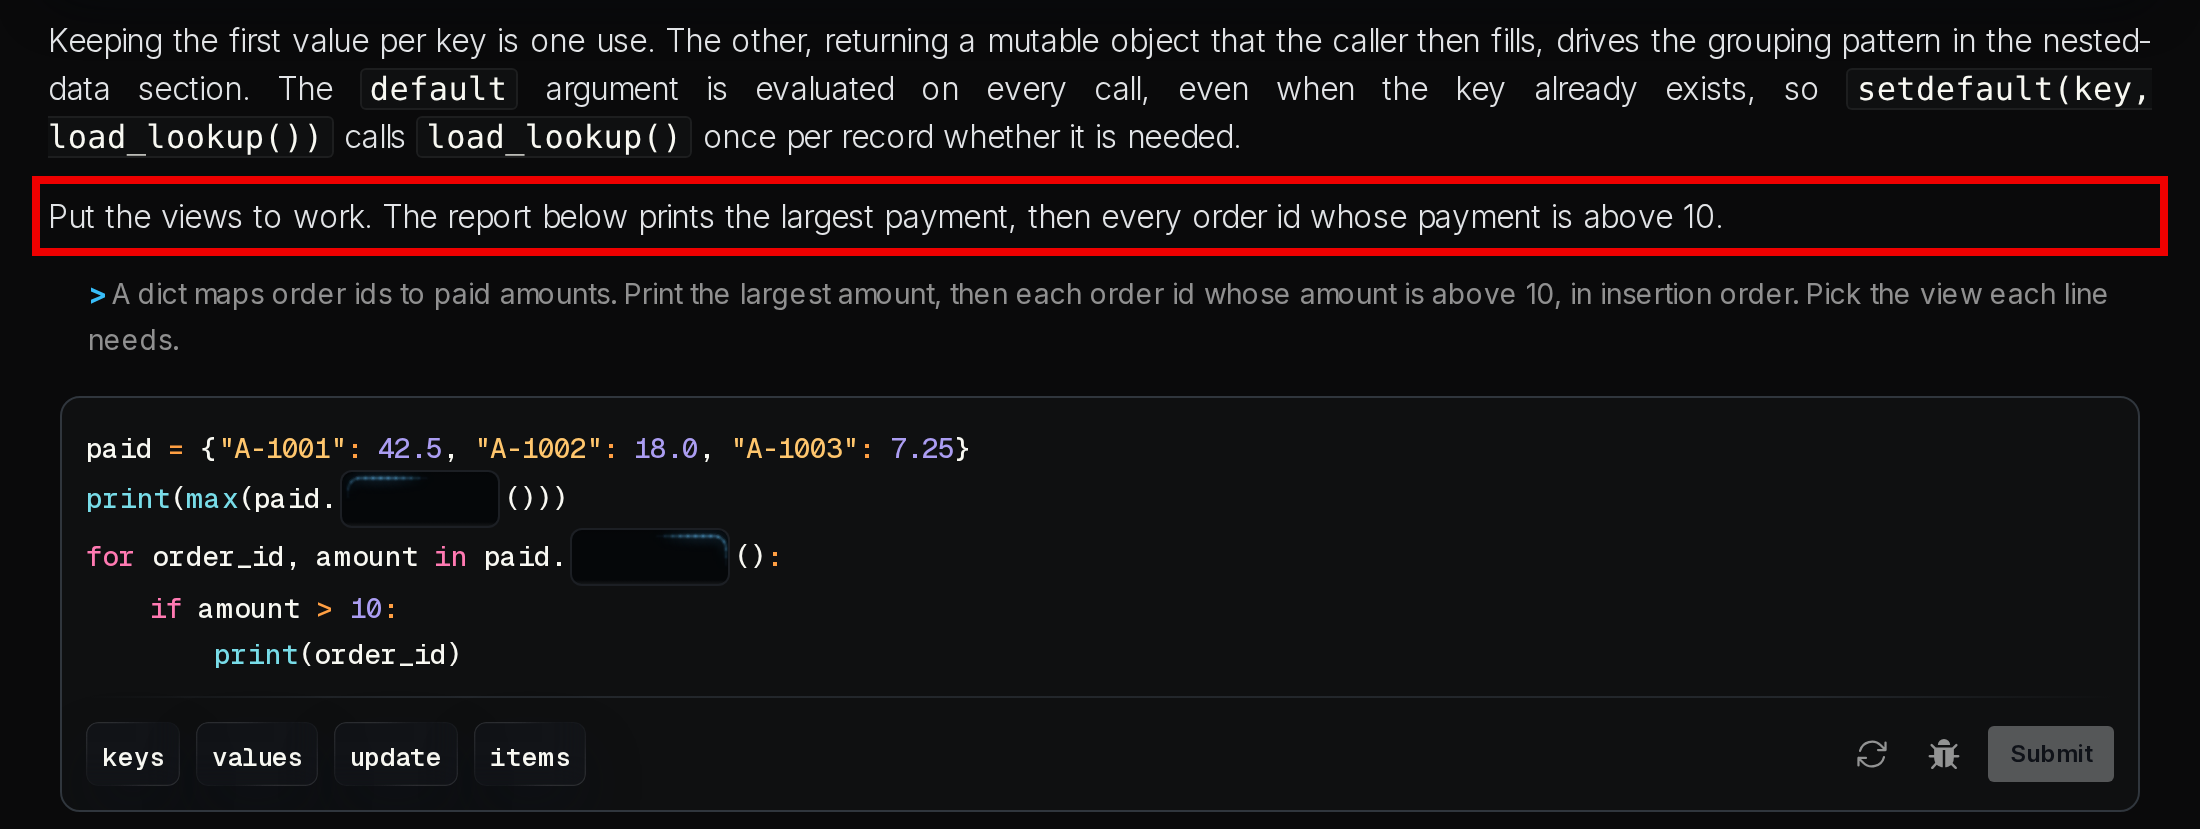 Keeping the first value per key is one use. The other, returning a mutable object that the caller then fills, drives the grouping pattern in the nested-
data section. The default argument is evaluated on every call, even when the key already exists, so setdefault(key,
load_lookup()) calls load_lookup() once per record whether it is needed.
Put the views to work. The report below prints the largest payment, then every order id whose payment is above 10.
> A dict maps order ids to paid amounts. Print the largest amount, then each order id whose amount is above 10, in insertion order. Pick the view each line
needs.
paid = {"A-1001": 42.5, "A-1002": 18.0, "A-1003": 7.25}
print(max(paid. ()))
for order_id, amount in paid. ():
    if amount > 10:
        print(order_id)
keys values update items Submit